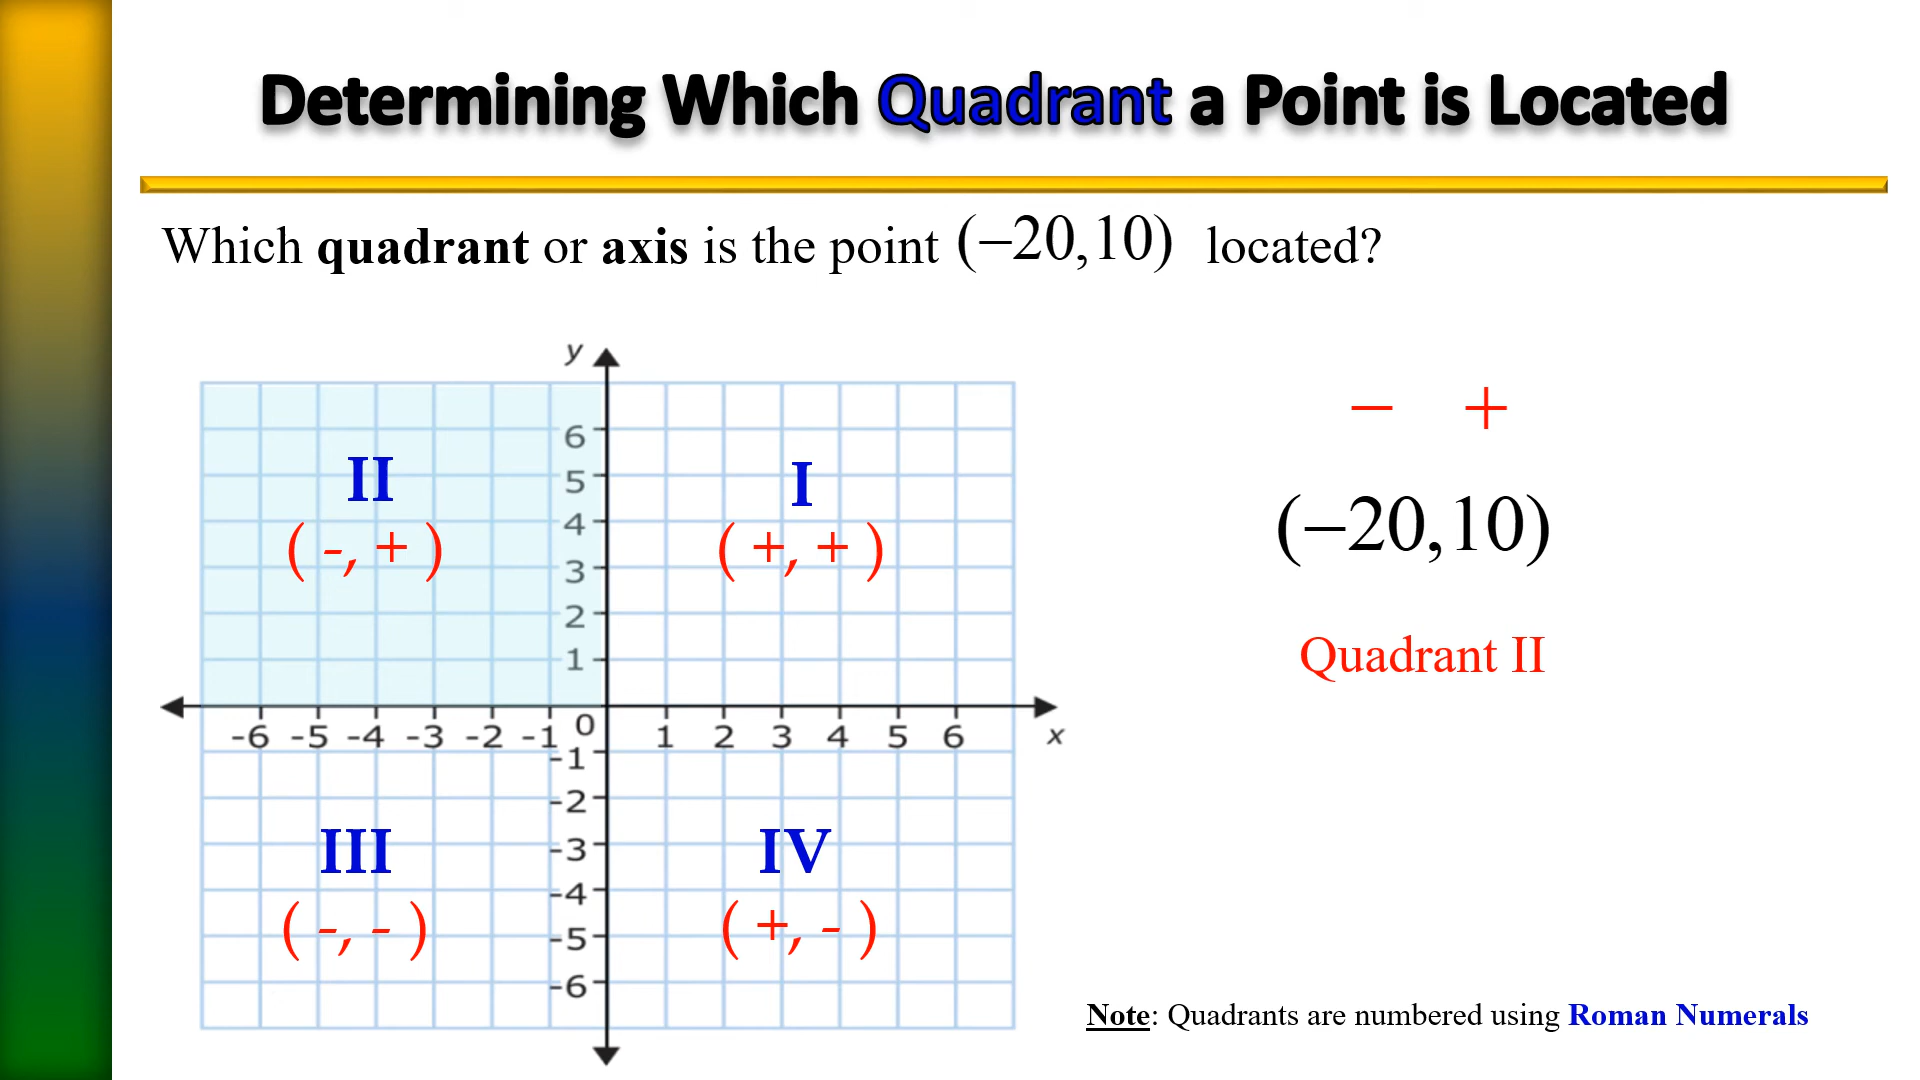 Determining Which Quadrant a Point is Located
Which quadrant or axis is the point (−20,10) located?
y
6
5
4
3
2
1
II
( -, + )
I
( +, + )
-6 -5 -4 -3 -2 -1 0 1 2 3 4 5 6 x
-1
-2
-3
-4
-5
-6
III
( -, - )
IV
( +, - )
− +
(−20,10)
Quadrant II
Note: Quadrants are numbered using Roman Numerals